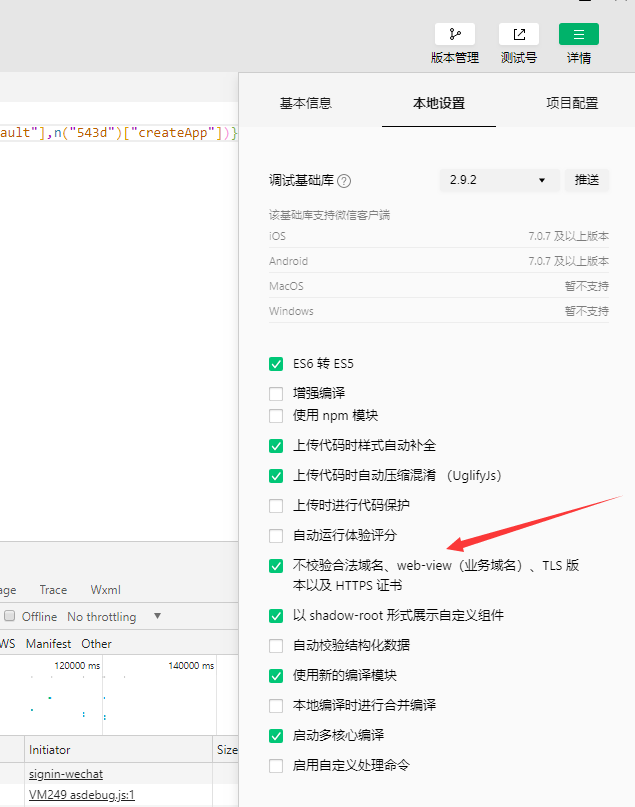 版本管理 测试号 详情
基本信息 本地设置 项目配置
ault"],n("543d")["createApp"])}
调试基础库 ? 2.9.2 推送
该基础库支持微信客户端
iOS 7.0.7 及以上版本
Android 7.0.7 及以上版本
MacOS 暂不支持
Windows 暂不支持
ES6 转 ES5
增强编译
使用 npm 模块
上传代码时样式自动补全
上传代码时自动压缩混淆 （UglifyJs）
上传时进行代码保护
自动运行体验评分
不校验合法域名、web-view（业务域名）、TLS 版
本以及 HTTPS 证书
以 shadow-root 形式展示自定义组件
自动校验结构化数据
使用新的编译模块
本地编译时进行合并编译
启动多核心编译
启用自定义处理命令
age Trace Wxml
Offline No throttling
WS Manifest Other
120000 ms 140000 ms
Initiator Size
signin-wechat
VM249 asdebug.js:1